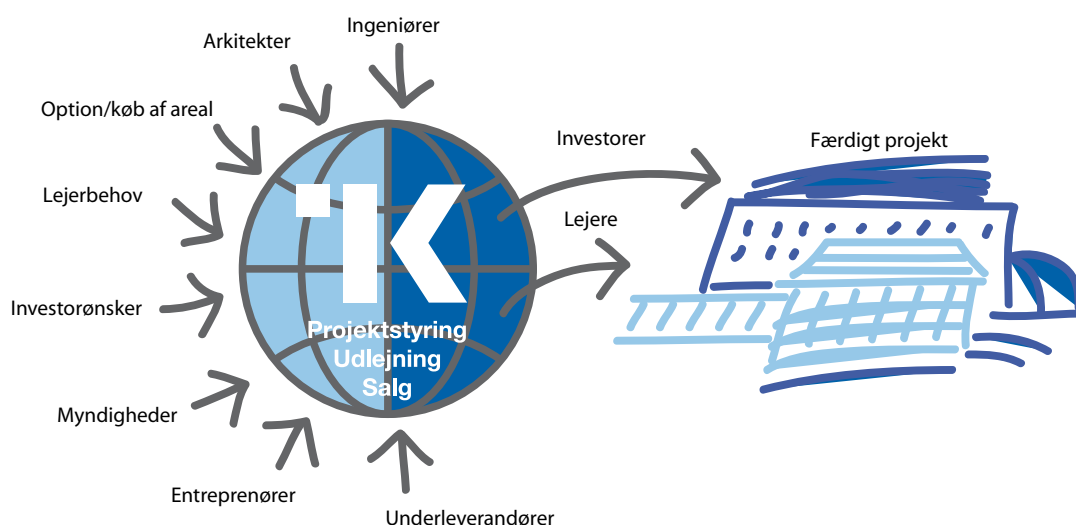 Ingeniører
Arkitekter
Option/køb af areal
Lejerbehov
Investorønsker
Myndigheder
Entreprenører
Underleverandører
K
Projektstyring
Udlejning
Salg
Investorer
Lejere
Færdigt projekt